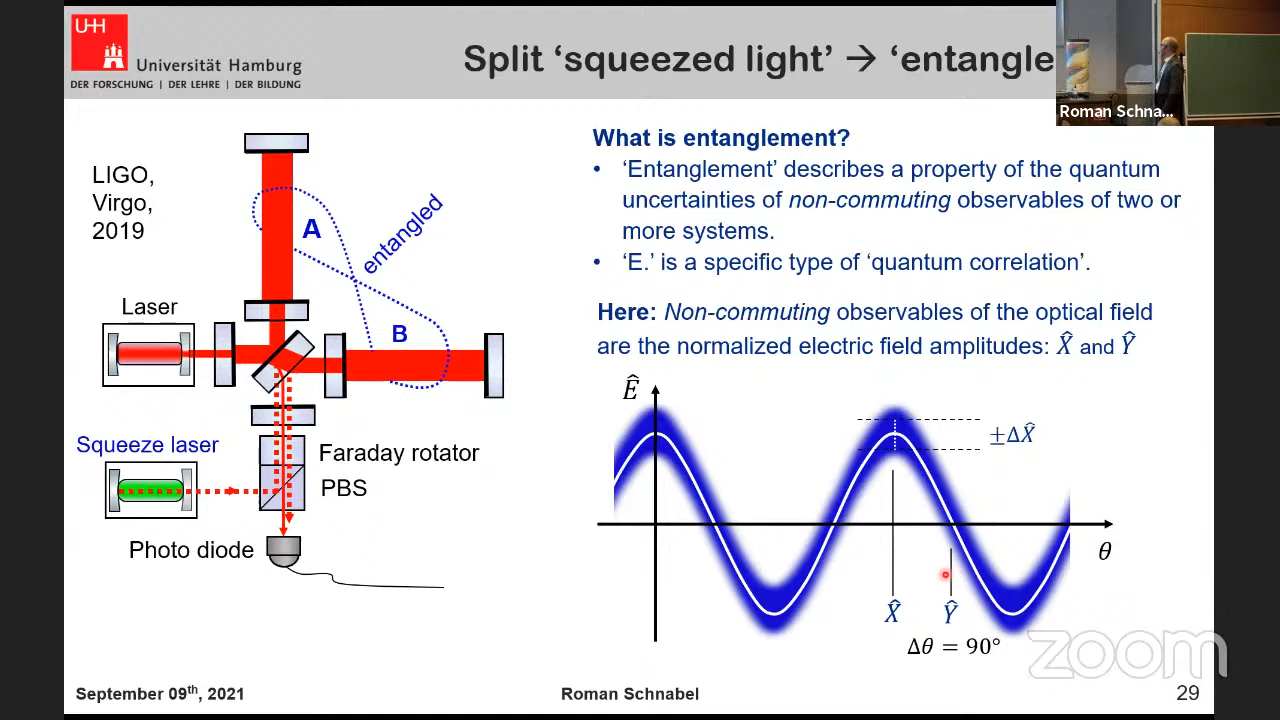 UHH
Universität Hamburg
DER FORSCHUNG | DER LEHRE | DER BILDUNG
Split ‘squeezed light’ → ‘entangle
Roman Schna...
LIGO,
Virgo,
2019
A
entangled
B
Laser
Squeeze laser
Faraday rotator
PBS
Photo diode
What is entanglement?
• ‘Entanglement’ describes a property of the quantum
uncertainties of non-commuting observables of two or
more systems.
• ‘E.’ is a specific type of ‘quantum correlation’.
Here: Non-commuting observables of the optical field
are the normalized electric field amplitudes: X̂ and Ŷ
Ê
±ΔX̂
θ
X̂
Ŷ
Δθ = 90°
zoom
September 09th, 2021
Roman Schnabel
29